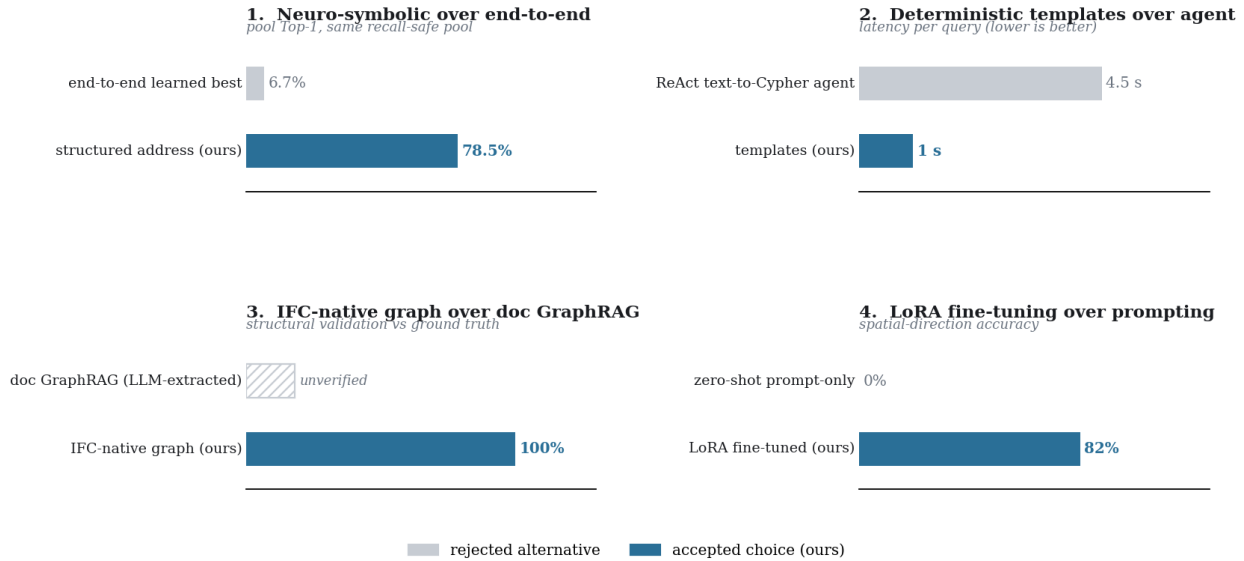 1. Neuro-symbolic over end-to-end
pool Top-1, same recall-safe pool
end-to-end learned best 6.7%
structured address (ours) 78.5%
2. Deterministic templates over agent
latency per query (lower is better)
ReAct text-to-Cypher agent 4.5 s
templates (ours) 1 s
3. IFC-native graph over doc GraphRAG
structural validation vs ground truth
doc GraphRAG (LLM-extracted) unverified
IFC-native graph (ours) 100%
4. LoRA fine-tuning over prompting
spatial-direction accuracy
zero-shot prompt-only 0%
LoRA fine-tuned (ours) 82%
rejected alternative accepted choice (ours)